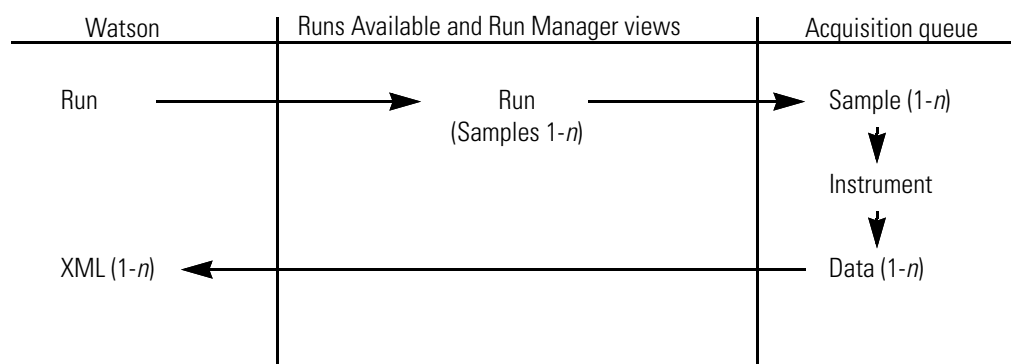 Watson
Runs Available and Run Manager views
Acquisition queue
Run
Run
(Samples 1-n)
Sample (1-n)
Instrument
XML (1-n)
Data (1-n)